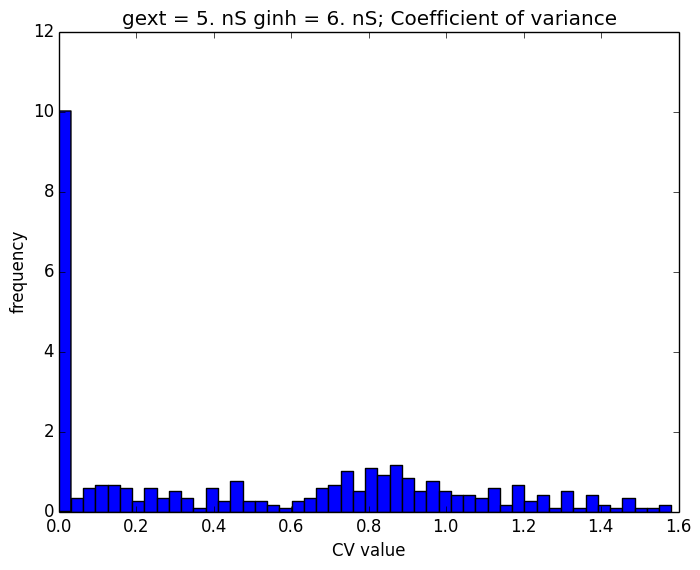 gext = 5. nS ginh = 6. nS; Coefficient of variance
12
10
8
6
4
2
0
frequency
0.0 0.2 0.4 0.6 0.8 1.0 1.2 1.4 1.6
CV value